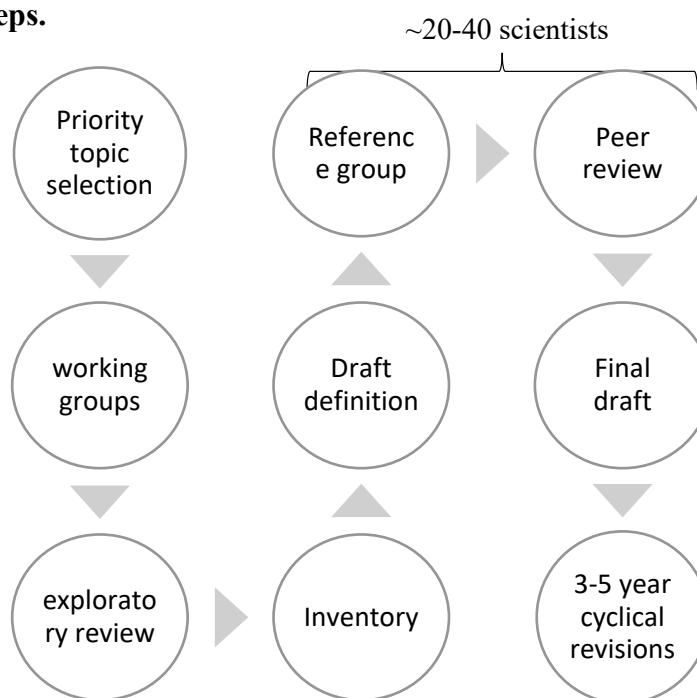 eps.
~20-40 scientists
Priority
topic
selection
working
groups
explorato
ry review
Inventory
Draft
definition
Referenc
e group
Peer
review
Final
draft
3-5 year
cyclical
revisions